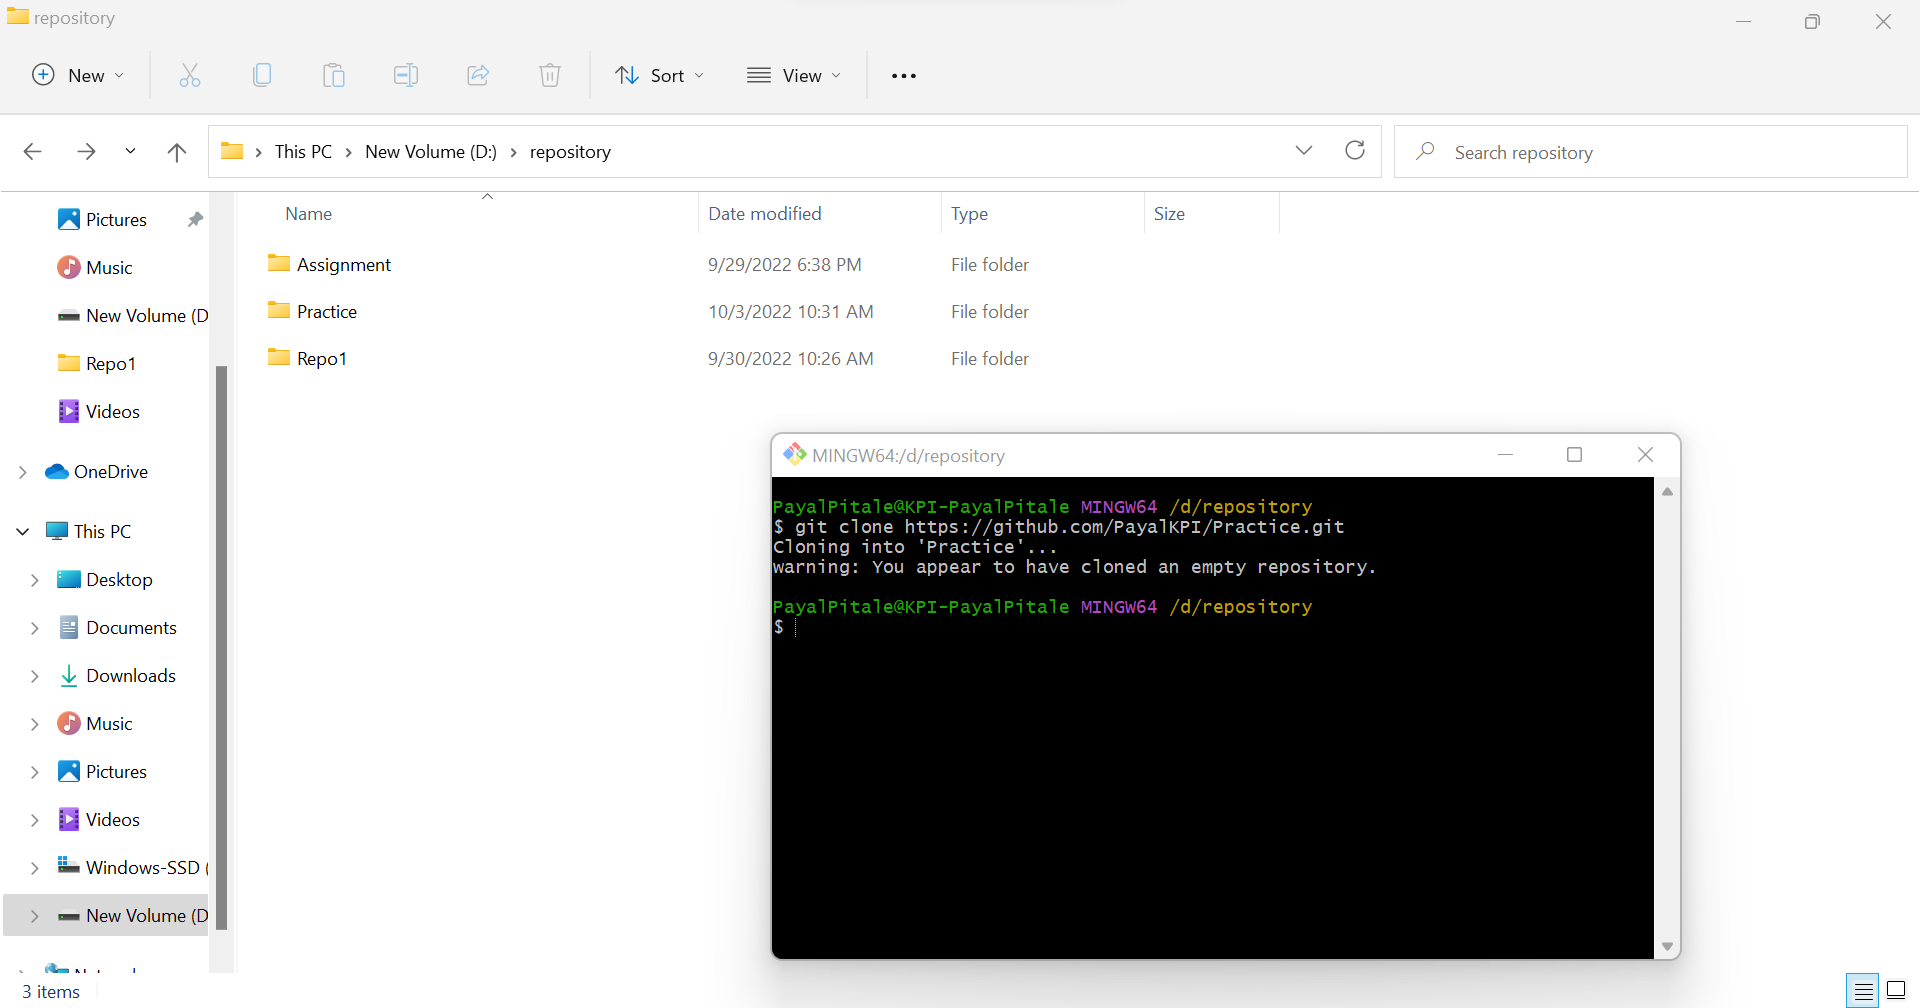 repository
New
Sort
View
This PC > New Volume (D:) > repository
Search repository
Name
Date modified
Type
Size
Assignment
9/29/2022 6:38 PM
File folder
Practice
10/3/2022 10:31 AM
File folder
Repo1
9/30/2022 10:26 AM
File folder
Pictures
Music
New Volume (D
Repo1
Videos
OneDrive
This PC
Desktop
Documents
Downloads
Music
Pictures
Videos
Windows-SSD (
New Volume (D
3 items
MINGW64:/d/repository
PayalPitale@KPI-PayalPitale MINGW64 /d/repository
$ git clone https://github.com/PayalKPI/Practice.git
Cloning into 'Practice'...
warning: You appear to have cloned an empty repository.
PayalPitale@KPI-PayalPitale MINGW64 /d/repository
$